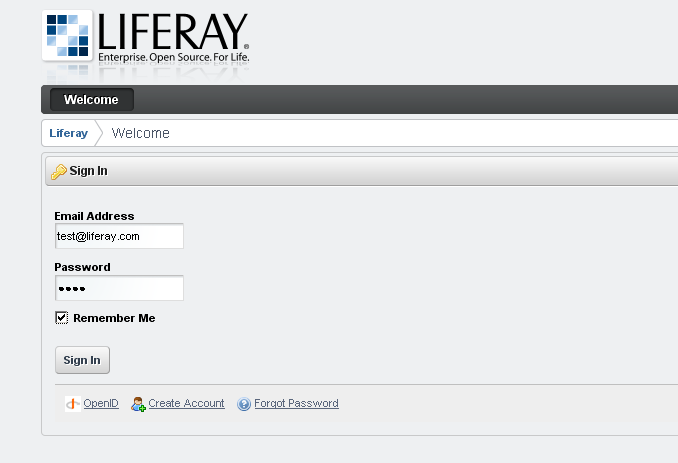 LIFERAY.
Enterprise. Open Source. For Life.
Welcome
Liferay Welcome
Sign In
Email Address
test@liferay.com
Password
••••
Remember Me
Sign In
OpenID Create Account Forgot Password